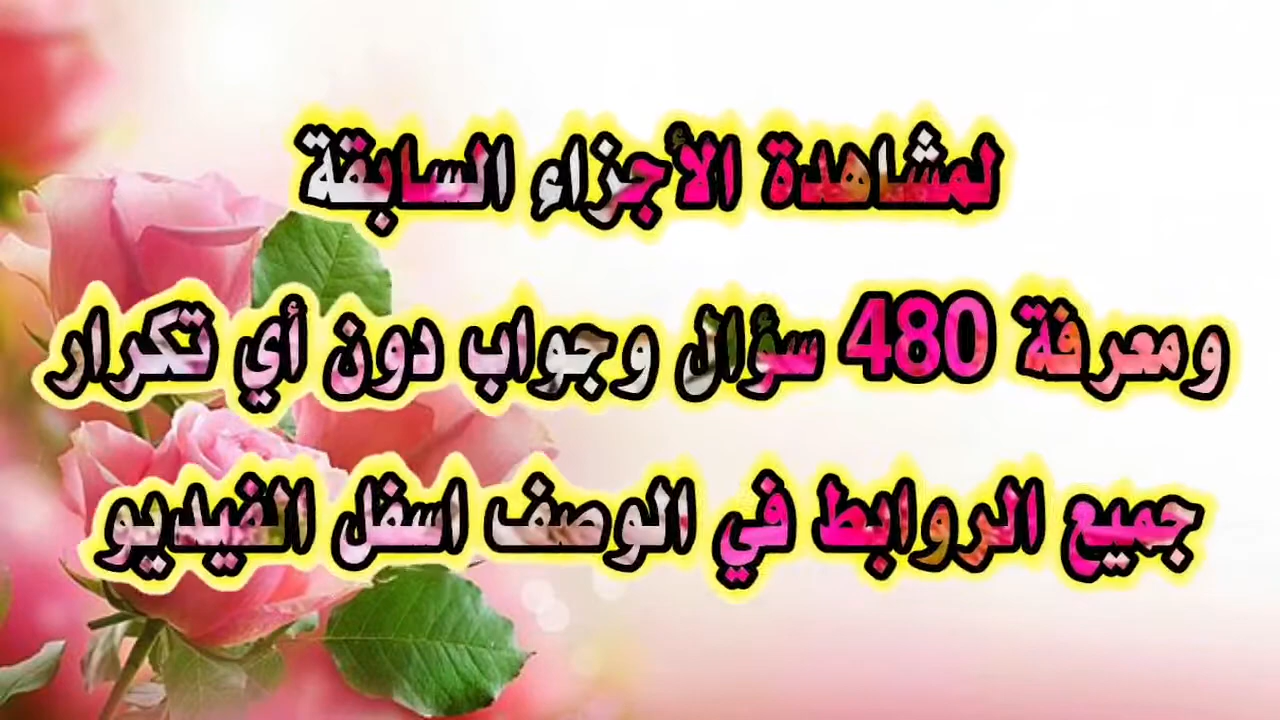 لمشاهدة الأجزاء السابقة
ومعرفة 480 سؤال وجواب دون أي تكرار
جميع الروابط في الوصف اسفل الفيديو